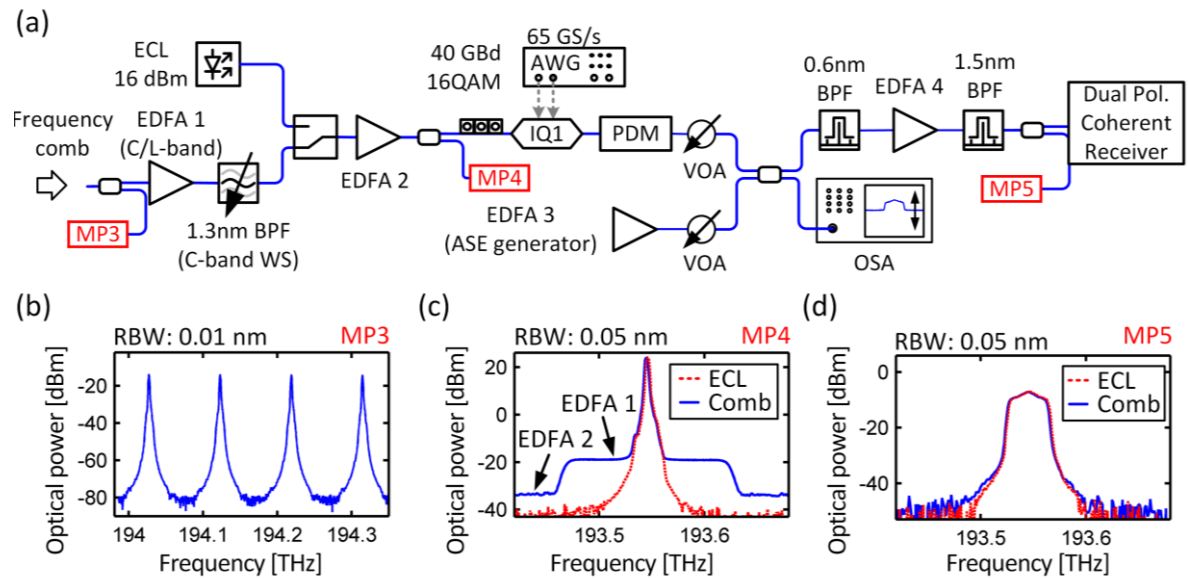 (a)
ECL
16 dBm
Frequency
comb
EDFA 1
(C/L-band)
MP3
1.3nm BPF
(C-band WS)
EDFA 2
40 GBd
16QAM
65 GS/s
AWG
IQ1
MP4
PDM
VOA
EDFA 3
(ASE generator)
VOA
0.6nm
BPF
EDFA 4
1.5nm
BPF
Dual Pol.
Coherent
Receiver
MP5
OSA
(b)
RBW: 0.01 nm
MP3
Optical power [dBm]
-20
-40
-60
-80
194
194.1
194.2
194.3
Frequency [THz]
(c)
RBW: 0.05 nm
MP4
Optical power [dBm]
20
0
-20
-40
ECL
Comb
EDFA 1
EDFA 2
193.5
193.6
Frequency [THz]
(d)
RBW: 0.05 nm
MP5
Optical power [dBm]
0
-20
-40
ECL
Comb
193.5
193.6
Frequency [THz]